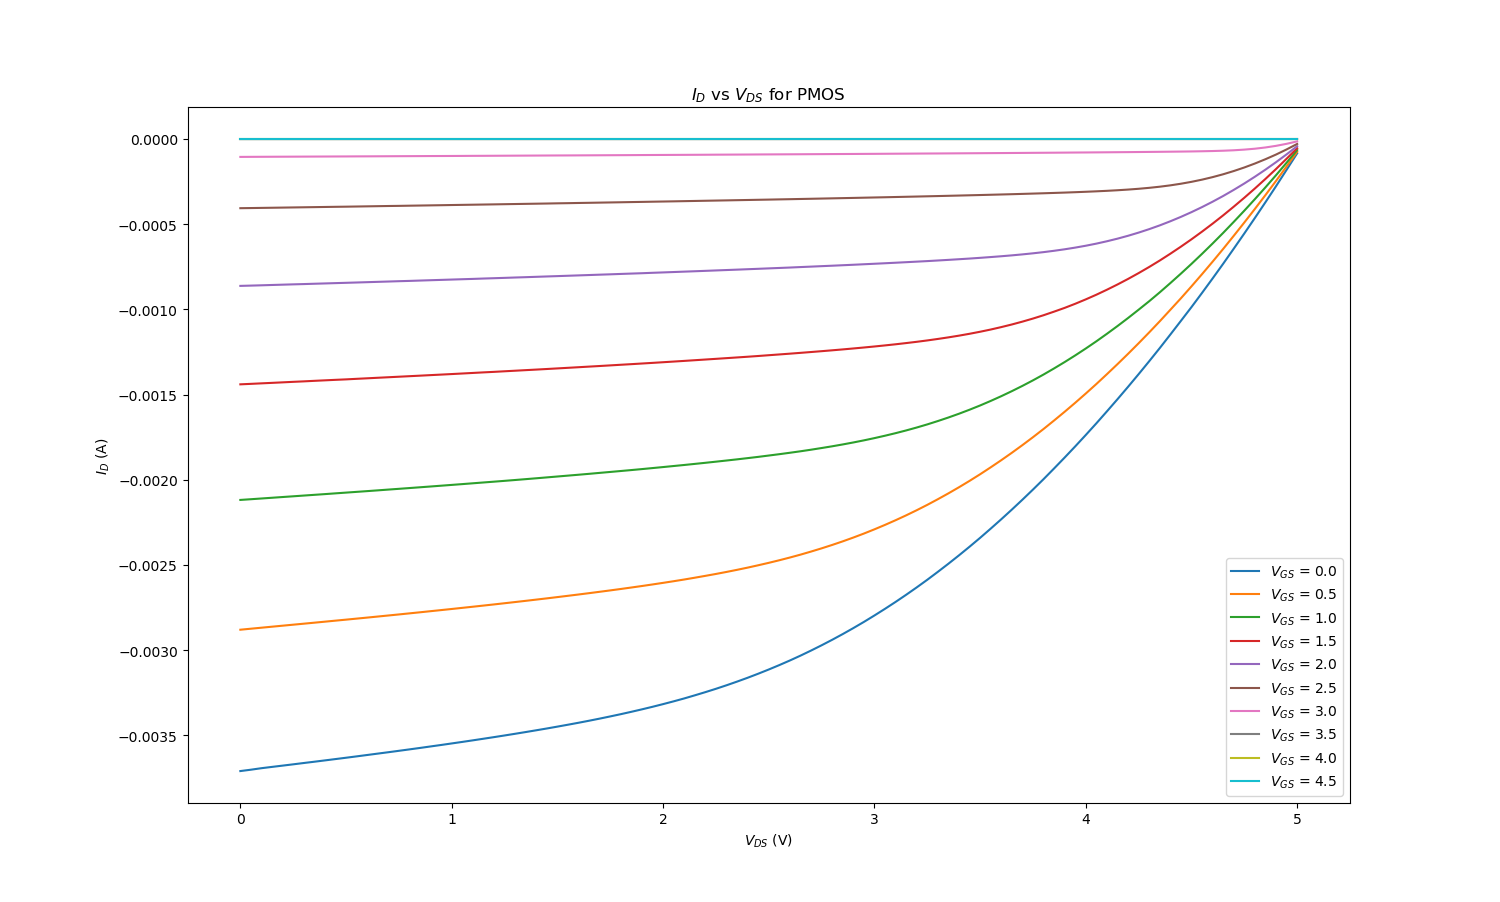 I_D vs V_DS for PMOS
I_D (A)
0.0000
−0.0005
−0.0010
−0.0015
−0.0020
−0.0025
−0.0030
−0.0035
V_GS = 0.0
V_GS = 0.5
V_GS = 1.0
V_GS = 1.5
V_GS = 2.0
V_GS = 2.5
V_GS = 3.0
V_GS = 3.5
V_GS = 4.0
V_GS = 4.5
0 1 2 3 4 5
V_DS (V)